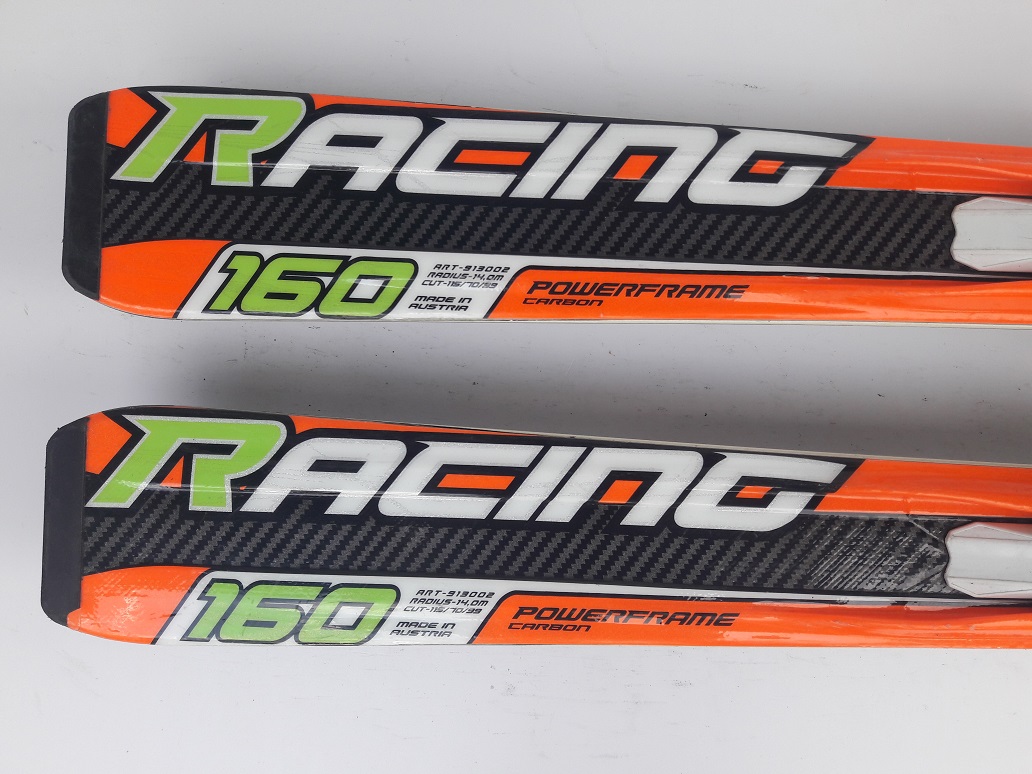 RACING
160
ART-913002
RADIUS-14,0M
CUT-115/70/99
MADE IN
AUSTRIA
POWERFRAME
CARBON
RACING
160
ART-913002
RADIUS-14,0M
CUT-115/70/99
MADE IN
AUSTRIA
POWERFRAME
CARBON